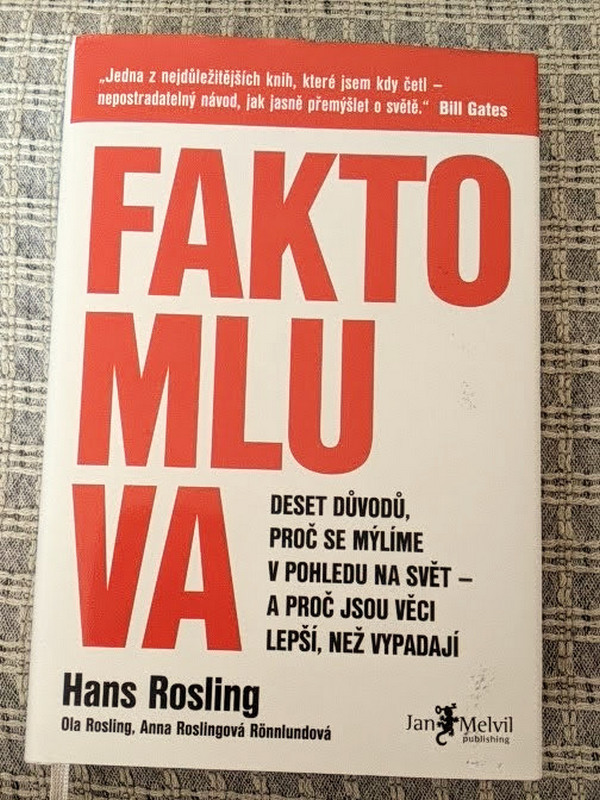 „Jedna z nejdůležitějších knih, které jsem kdy četl –
nepostradatelný návod, jak jasně přemýšlet o světě.“ Bill Gates
FAKTO
MLU
VA
DESET DŮVODŮ,
PROČ SE MÝLÍME
V POHLEDU NA SVĚT –
A PROČ JSOU VĚCI
LEPŠÍ, NEŽ VYPADAJÍ
Hans Rosling
Ola Rosling, Anna Roslingová Rönnlundová
Jan Melvil
publishing